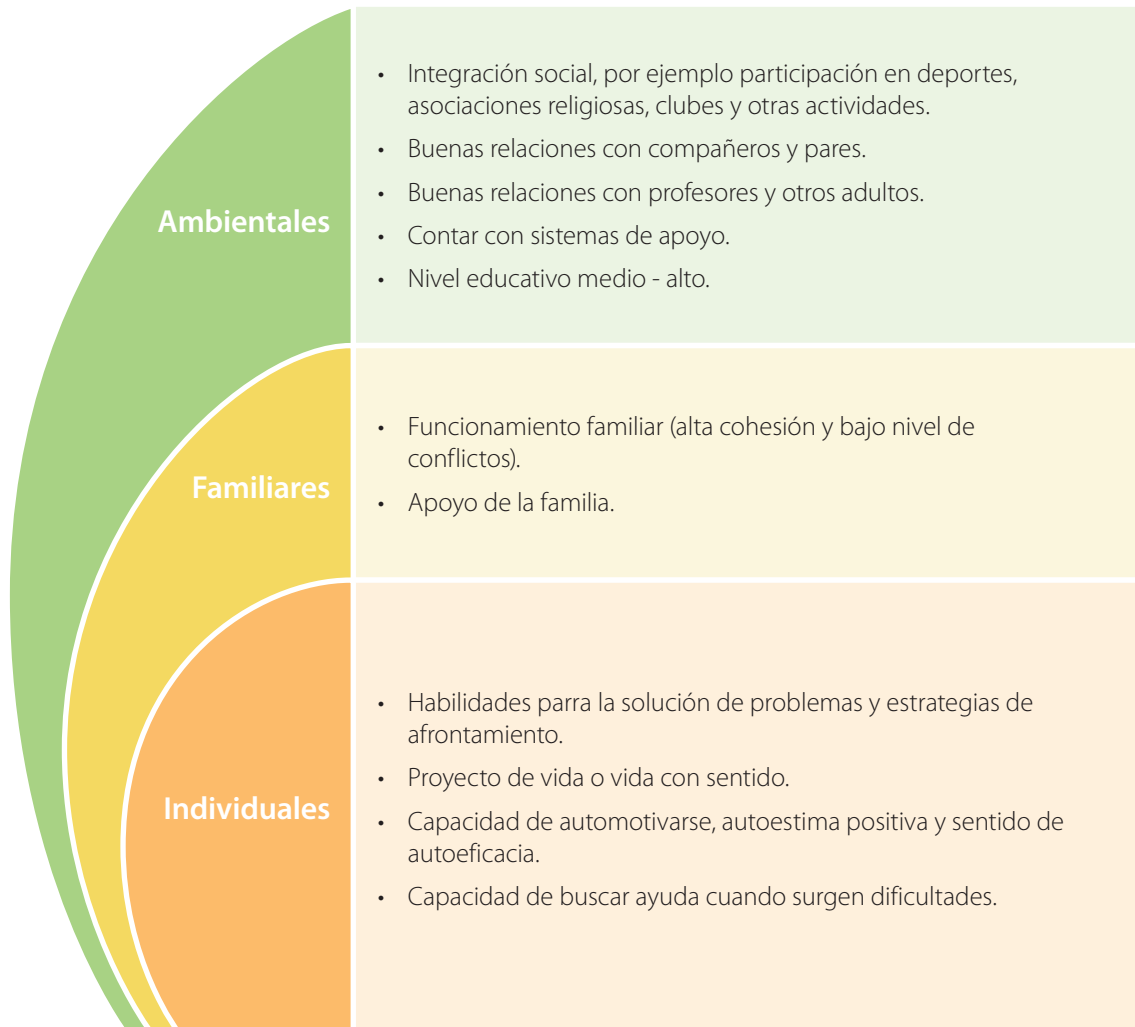 Ambientales
• Integración social, por ejemplo participación en deportes,
asociaciones religiosas, clubes y otras actividades.
• Buenas relaciones con compañeros y pares.
• Buenas relaciones con profesores y otros adultos.
• Contar con sistemas de apoyo.
• Nivel educativo medio - alto.
Familiares
• Funcionamiento familiar (alta cohesión y bajo nivel de
conflictos).
• Apoyo de la familia.
Individuales
• Habilidades parra la solución de problemas y estrategias de
afrontamiento.
• Proyecto de vida o vida con sentido.
• Capacidad de automotivarse, autoestima positiva y sentido de
autoeficacia.
• Capacidad de buscar ayuda cuando surgen dificultades.